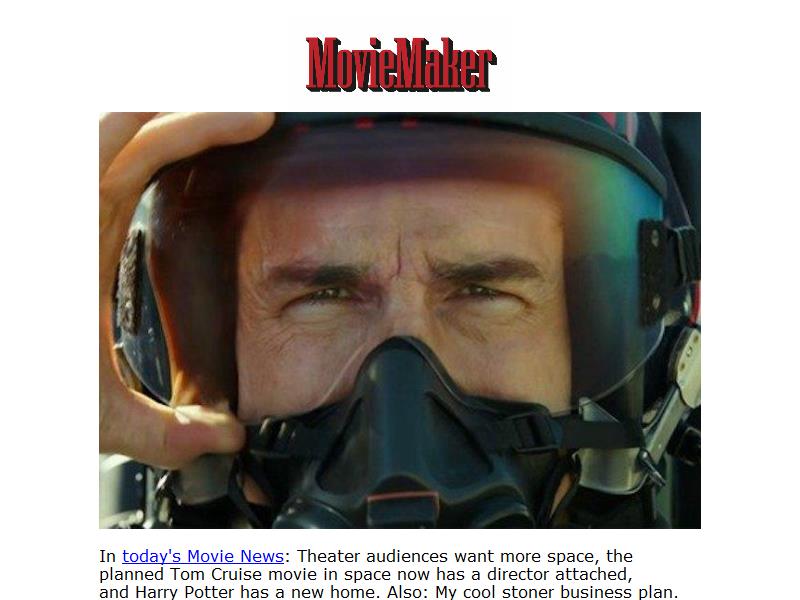 MovieMaker
In today's Movie News: Theater audiences want more space, the
planned Tom Cruise movie in space now has a director attached,
and Harry Potter has a new home. Also: My cool stoner business plan.